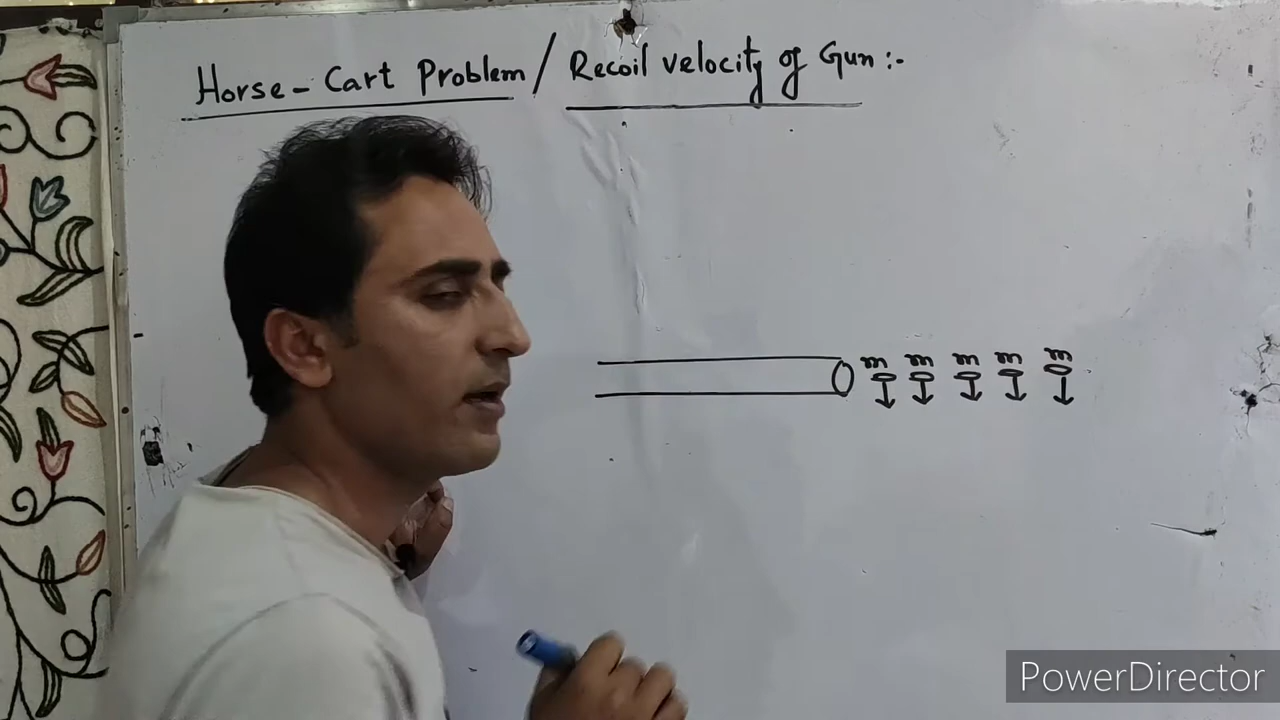 Horse - Cart Problem / Recoil velocity of Gun :-
m m m m m
PowerDirector